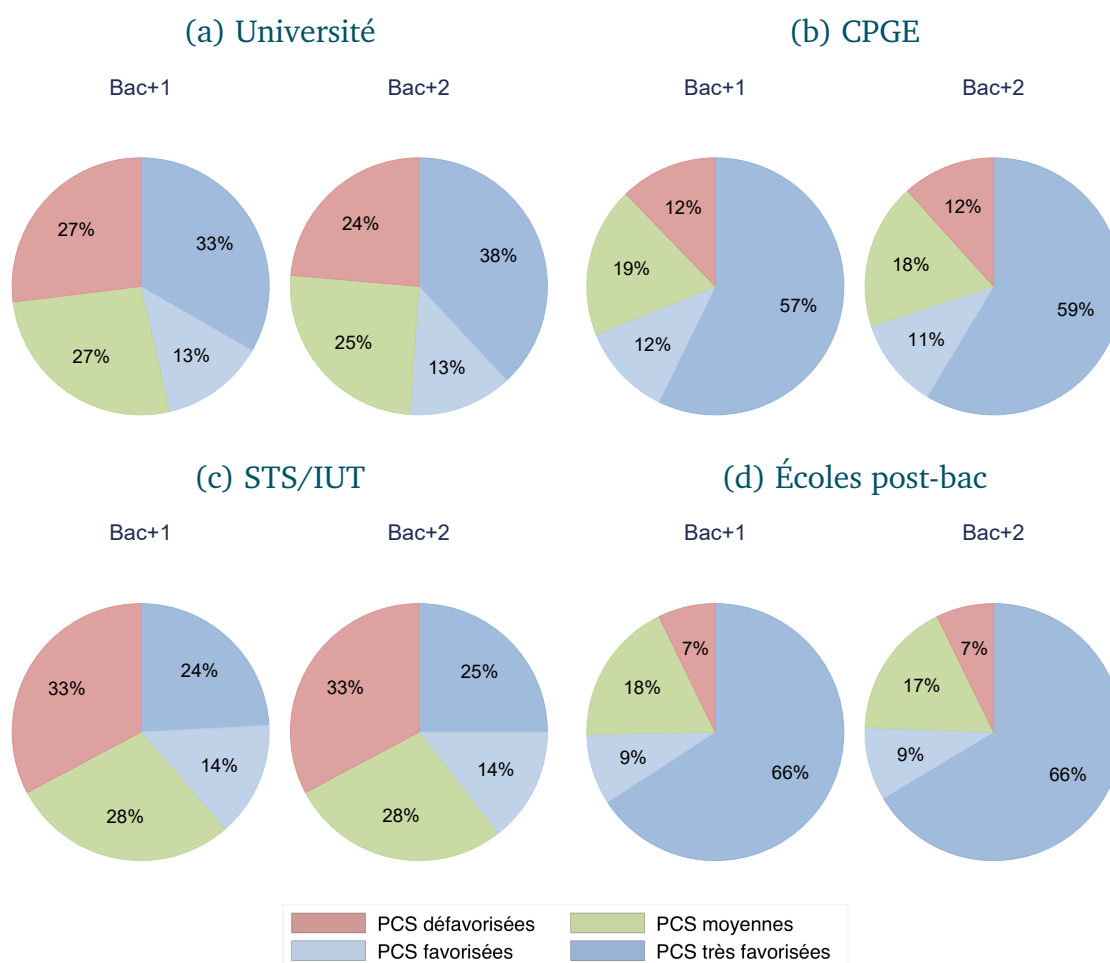 (a) Université
(b) CPGE
Bac+1
Bac+2
Bac+1
Bac+2
27%
33%
27%
13%
24%
38%
25%
13%
12%
19%
57%
12%
12%
18%
59%
11%
(c) STS/IUT
(d) Écoles post-bac
Bac+1
Bac+2
Bac+1
Bac+2
33%
24%
14%
28%
33%
25%
14%
28%
7%
18%
9%
66%
7%
17%
9%
66%
PCS défavorisées
PCS moyennes
PCS favorisées
PCS très favorisées